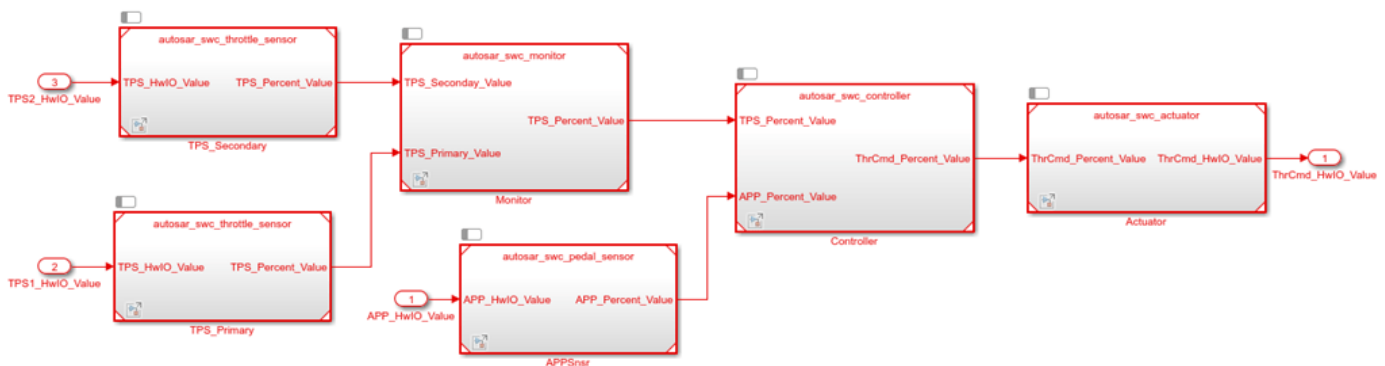 autosar_swc_throttle_sensor
3
TPS2_HwIO_Value
TPS_HwIO_Value
TPS_Percent_Value
TPS_Secondary
autosar_swc_monitor
TPS_Seconday_Value
TPS_Percent_Value
TPS_Primary_Value
Monitor
autosar_swc_controller
TPS_Percent_Value
ThrCmd_Percent_Value
APP_Percent_Value
Controller
autosar_swc_actuator
ThrCmd_Percent_Value
ThrCmd_HwIO_Value
Actuator
1
ThrCmd_HwIO_Value
autosar_swc_throttle_sensor
2
TPS1_HwIO_Value
TPS_HwIO_Value
TPS_Percent_Value
TPS_Primary
autosar_swc_pedal_sensor
1
APP_HwIO_Value
APP_HwIO_Value
APP_Percent_Value
APPSnsr